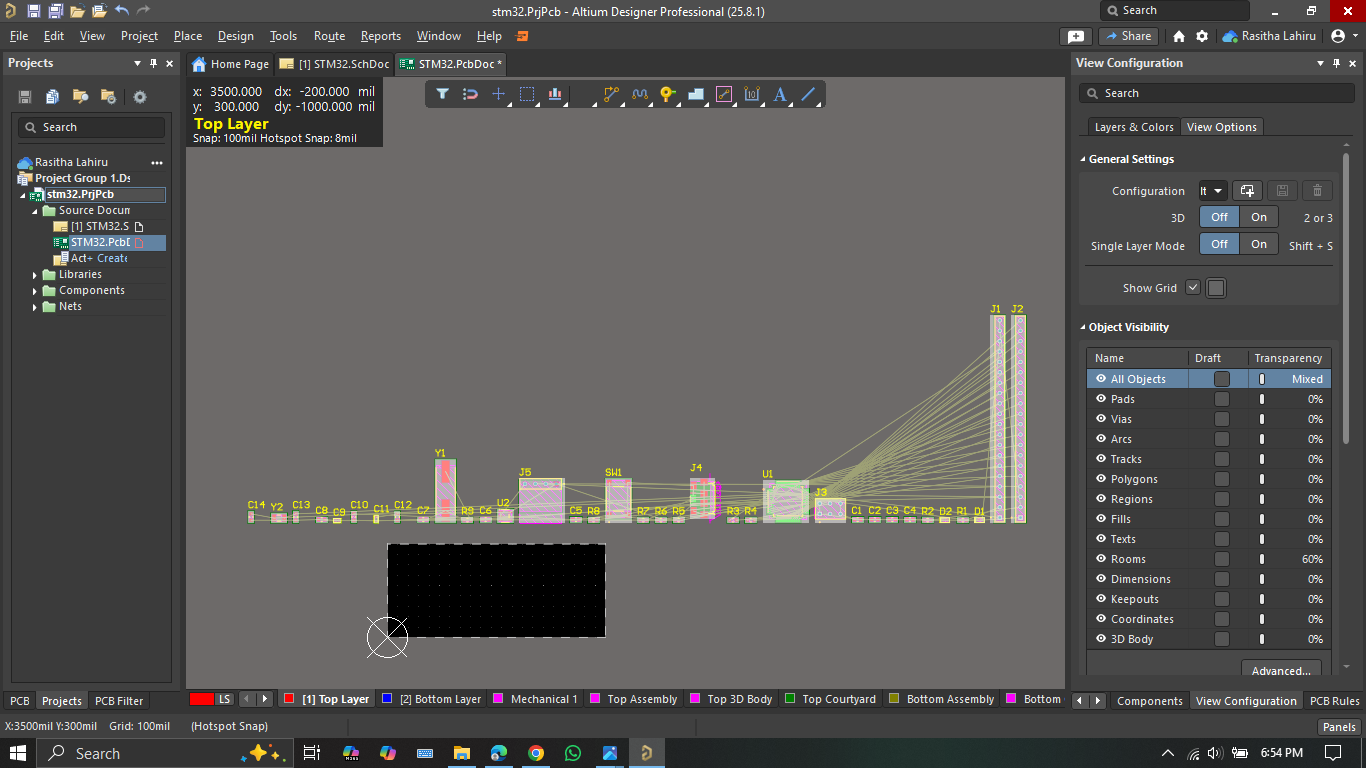 stm32.PrjPcb - Altium Designer Professional (25.8.1)
Search
File Edit View Project Place Design Tools Route Reports Window Help
Share
Rasitha Lahiru
Projects
Home Page
[1] STM32.SchDoc
STM32.PcbDoc *
View Configuration
x: 3500.000 dx: -200.000 mil
y: 300.000 dy: -1000.000 mil
Top Layer
Snap: 100mil Hotspot Snap: 8mil
Search
Rasitha Lahiru
Project Group 1.Ds
stm32.PrjPcb
Source Docum
[1] STM32.S
STM32.PcbD
Act+ Create
Libraries
Components
Nets
J1 J2
Y1
J5
SW1
J4
U1
J3
C14 Y2 C13 C8 C9 C10 C11 C12 C7 R9 C6 U2 C5 R8 R7 R6 R5 R3 R4 C1 C2 C3 C4 R2 D2 R1 D1
Search
Layers & Colors View Options
General Settings
Configuration lt
3D Off On 2 or 3
Single Layer Mode Off On Shift + S
Show Grid
Object Visibility
Name Draft Transparency
All Objects Mixed
Pads 0%
Vias 0%
Arcs 0%
Tracks 0%
Polygons 0%
Regions 0%
Fills 0%
Texts 0%
Rooms 60%
Dimensions 0%
Keepouts 0%
Coordinates 0%
3D Body 0%
Advanced...
PCB Projects PCB Filter
LS [1] Top Layer [2] Bottom Layer Mechanical 1 Top Assembly Top 3D Body Top Courtyard Bottom Assembly Bottom
Components View Configuration PCB Rules
X:3500mil Y:300mil Grid: 100mil (Hotspot Snap)
Panels
Search
M365
6:54 PM